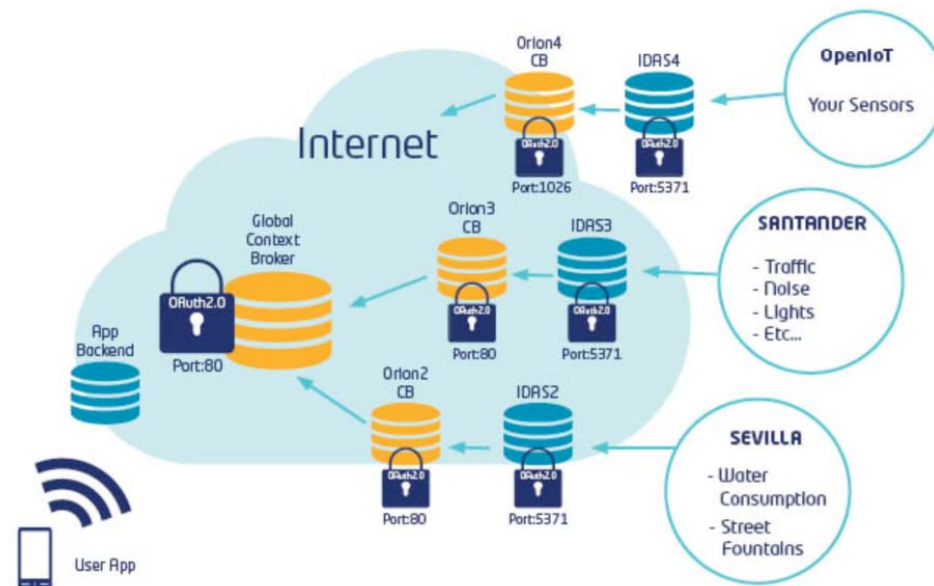 Orion4
CB
IDAS4
OpenIoT
Your Sensors
OAuth2.0
OAuth2.0
Port:1026
Port:5371
Internet
Global
Context
Broker
OAuth2.0
Port:80
Orion3
CB
IDAS3
OAuth2.0
OAuth2.0
Port:80
Port:5371
SANTANDER
- Traffic
- Noise
- Lights
- Etc...
App
Backend
Orion2
CB
IDAS2
OAuth2.0
OAuth2.0
Port:80
Port:5371
SEVILLA
- Water
Consumption
- Street
Fountains
User App